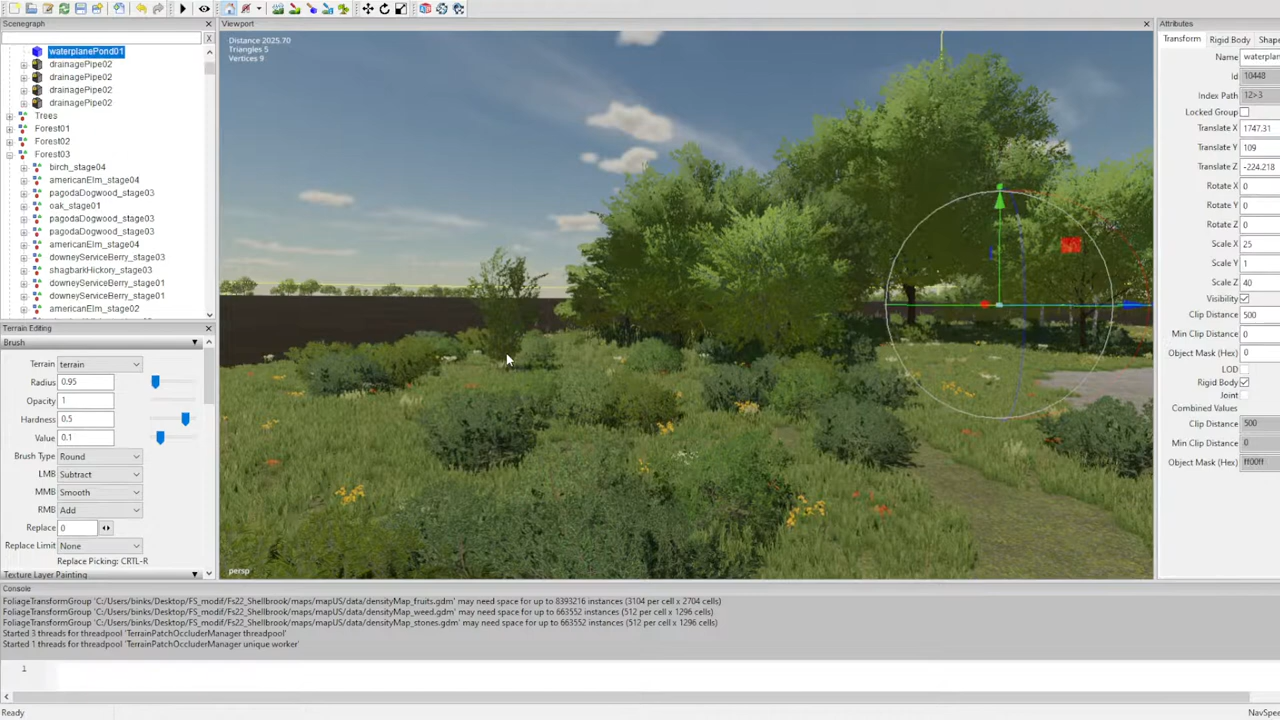 Scenegraph
X
waterplanePond01
drainagePipe02
drainagePipe02
drainagePipe02
drainagePipe02
Trees
Forest01
Forest02
Forest03
birch_stage04
americanElm_stage04
pagodaDogwood_stage03
oak_stage01
pagodaDogwood_stage03
pagodaDogwood_stage03
americanElm_stage04
downeyServiceBerry_stage03
shagbarkHickory_stage03
downeyServiceBerry_stage01
downeyServiceBerry_stage01
americanElm_stage02
Terrain Editing
Brush
Terrain terrain
Radius 0.95
Opacity 1
Hardness 0.5
Value 0.1
Brush Type Round
LMB Subtract
MMB Smooth
RMB Add
Replace 0
Replace Limit None
Replace Picking: CRTL-R
Texture Layer Painting
Viewport
Distance 2025.70
Triangles 5
Vertices 9
persp
Attributes
Transform Rigid Body Shape
Name waterplan
Id 10448
Index Path 12>3
Locked Group
Translate X 1747.31
Translate Y 109
Translate Z -224.218
Rotate X 0
Rotate Y 0
Rotate Z 0
Scale X 25
Scale Y 1
Scale Z 40
Visibility
Clip Distance 500
Min Clip Distance 0
Object Mask (Hex) 0
LOD
Rigid Body
Joint
Combined Values
Clip Distance 500
Min Clip Distance 0
Object Mask (Hex) ff00ff
Console
FoliageTransformGroup 'C:/Users/binks/Desktop/FS_modif/Fs22_Shellbrook/maps/mapUS/data/densityMap_fruits.gdm' may need space for up to 8393216 instances (3104 per cell x 2704 cells)
FoliageTransformGroup 'C:/Users/binks/Desktop/FS_modif/Fs22_Shellbrook/maps/mapUS/data/densityMap_weed.gdm' may need space for up to 663552 instances (512 per cell x 1296 cells)
FoliageTransformGroup 'C:/Users/binks/Desktop/FS_modif/Fs22_Shellbrook/maps/mapUS/data/densityMap_stones.gdm' may need space for up to 663552 instances (512 per cell x 1296 cells)
Started 3 threads for threadpool 'TerrainPatchOccluderManager threadpool'
Started 1 threads for threadpool 'TerrainPatchOccluderManager unique worker'
1
Ready
NavSpee